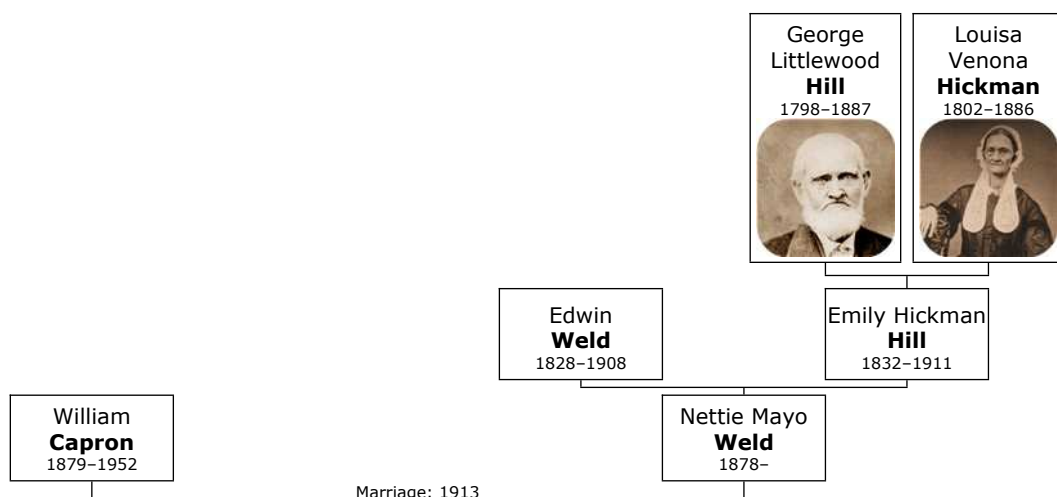 George
Littlewood
Hill
1798–1887
Louisa
Venona
Hickman
1802–1886
Edwin
Weld
1828–1908
Emily Hickman
Hill
1832–1911
William
Capron
1879–1952
Nettie Mayo
Weld
1878–
Marriage: 1913